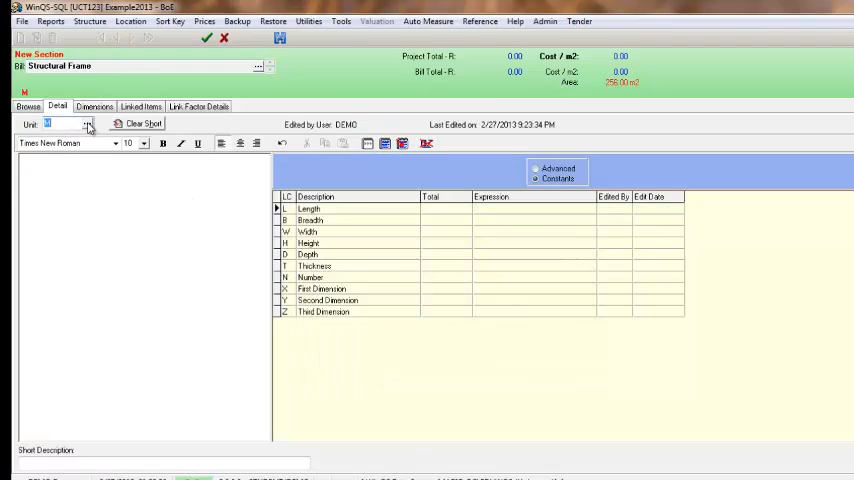 WinQS-SQL [UCT123] Example2013 - BoE
File Reports Structure Location Sort Key Prices Backup Restore Utilities Tools Valuation Auto Measure Reference Help Admin Tender
New Section
Project Total - R: 0.00 Cost / m2: 0.00
Bill: Structural Frame ...
Bill Total - R: 0.00 Cost / m2: 0.00
Area: 256.00 m2
M
Browse Detail Dimensions Linked Items Link Factor Details
Unit: M ... Clear Short Edited by User: DEMO Last Edited on: 2/27/2013 9:23:34 PM
Times New Roman 10 B I U
Advanced
Constants
LC Description Total Expression Edited By Edit Date
L Length
B Breadth
W Width
H Height
D Depth
T Thickness
N Number
X First Dimension
Y Second Dimension
Z Third Dimension
Short Description: